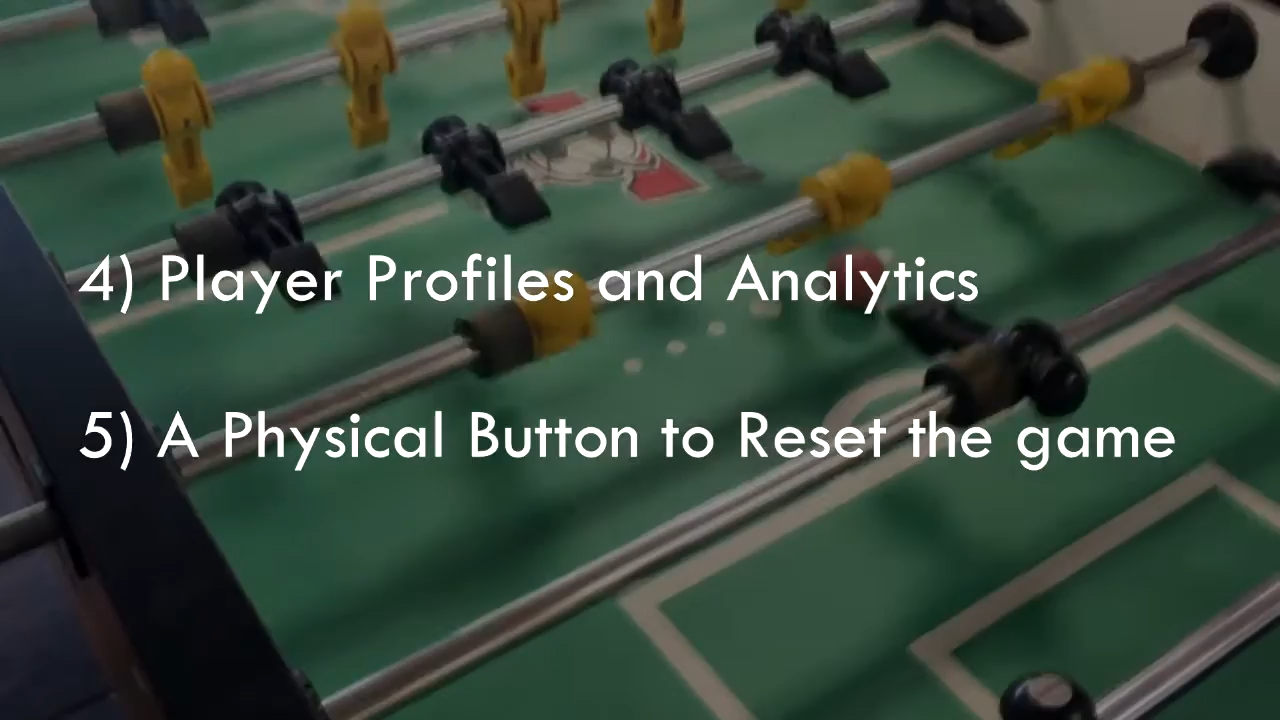 4) Player Profiles and Analytics
5) A Physical Button to Reset the game